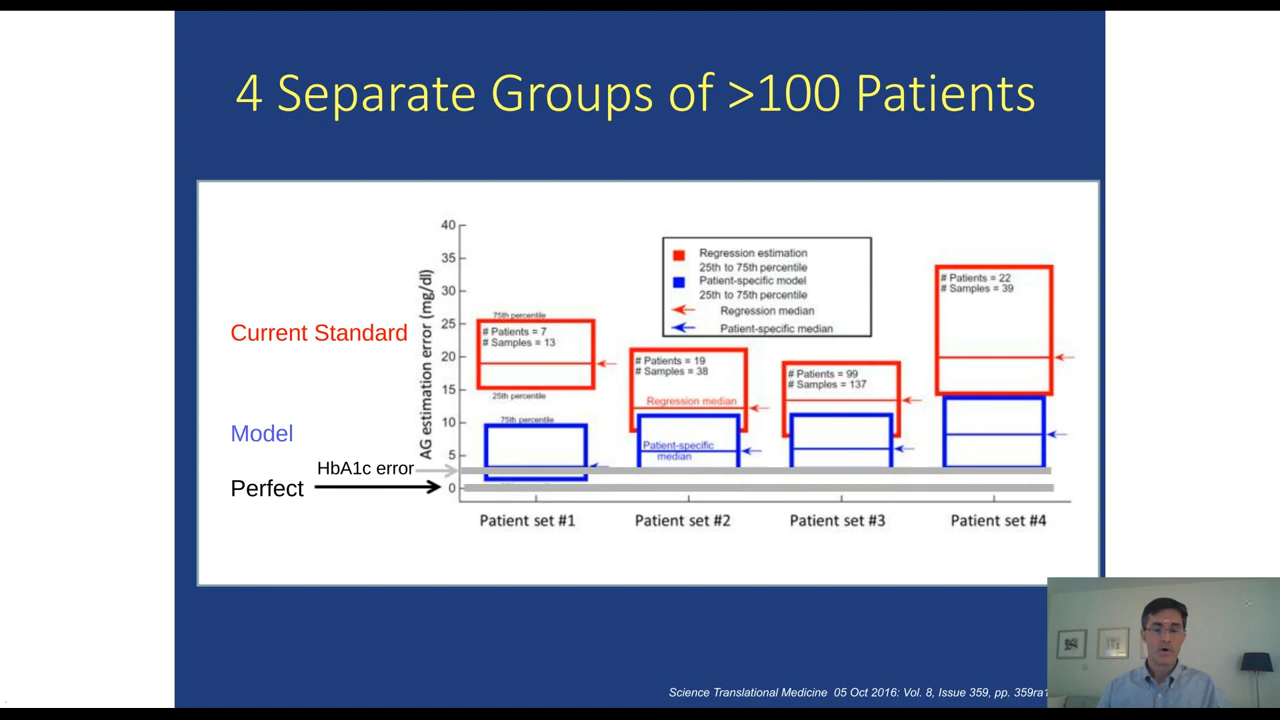 4 Separate Groups of >100 Patients
40
35
30
25
20
15
10
5
0
AG estimation error (mg/dl)
Regression estimation
25th to 75th percentile
Patient-specific model
25th to 75th percentile
Regression median
Patient-specific median
Current Standard
Model
HbA1c error
Perfect
75th percentile
# Patients = 7
# Samples = 13
25th percentile
75th percentile
# Patients = 19
# Samples = 38
Regression median
Patient-specific
median
# Patients = 99
# Samples = 137
# Patients = 22
# Samples = 39
Patient set #1
Patient set #2
Patient set #3
Patient set #4
Science Translational Medicine 05 Oct 2016: Vol. 8, Issue 359, pp.